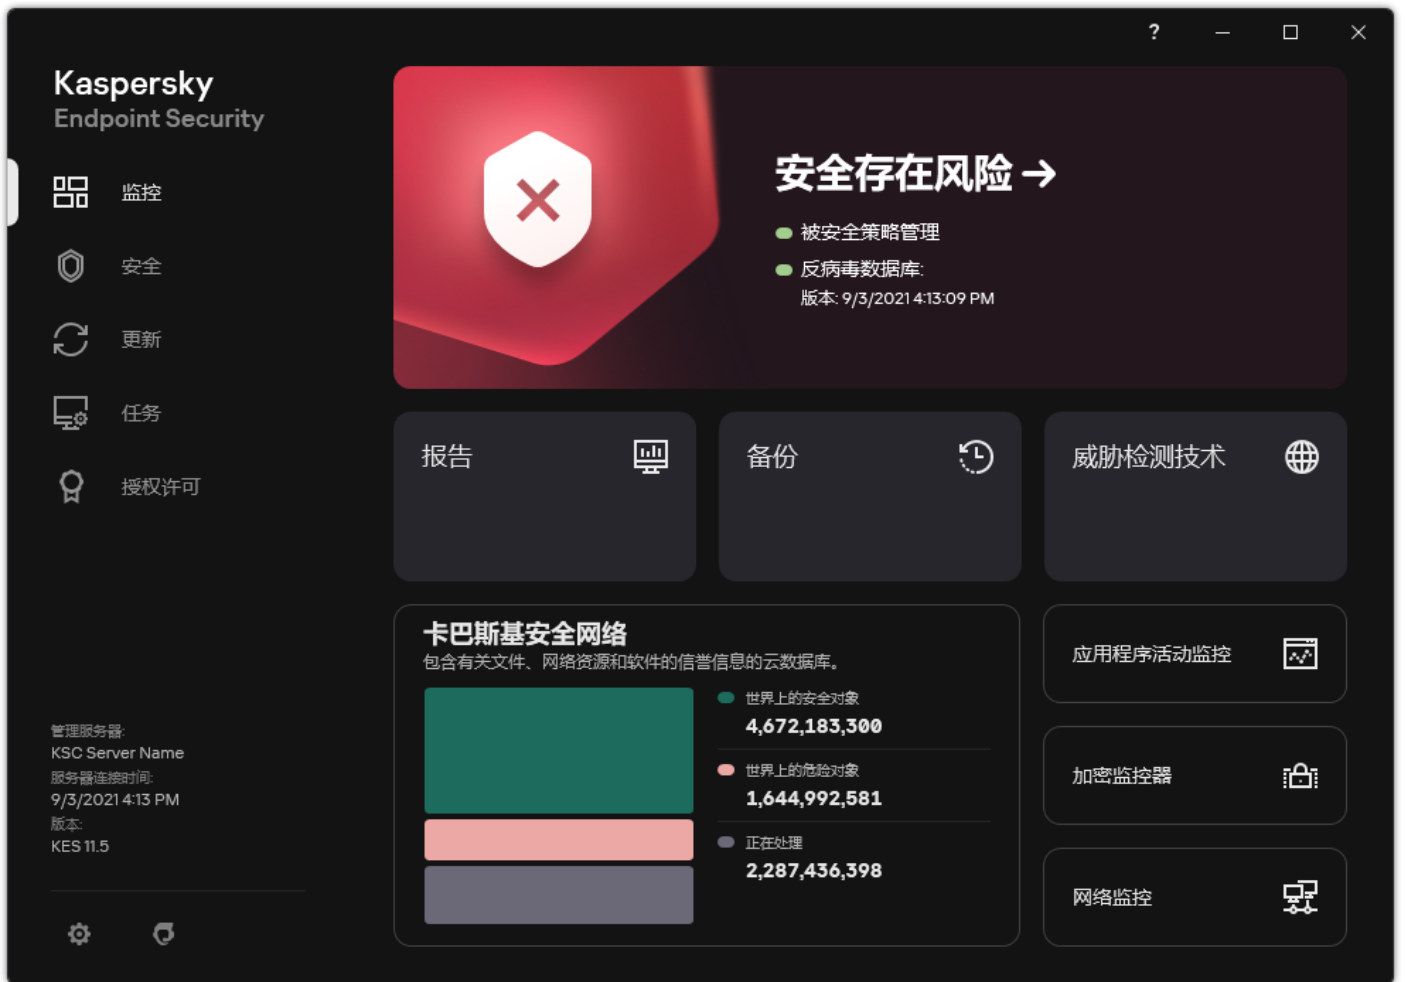 ?
Kaspersky
Endpoint Security
监控
安全
更新
任务
授权许可
管理服务器:
KSC Server Name
服务器连接时间:
9/3/2021 4:13 PM
版本:
KES 11.5
安全存在风险
被安全策略管理
反病毒数据库:
版本: 9/3/2021 4:13:09 PM
报告
备份
威胁检测技术
卡巴斯基安全网络
包含有关文件、网络资源和软件的信誉信息的云数据库。
世界上的安全对象
4,672,183,300
世界上的危险对象
1,644,992,581
正在处理
2,287,436,398
应用程序活动监控
加密监控器
网络监控